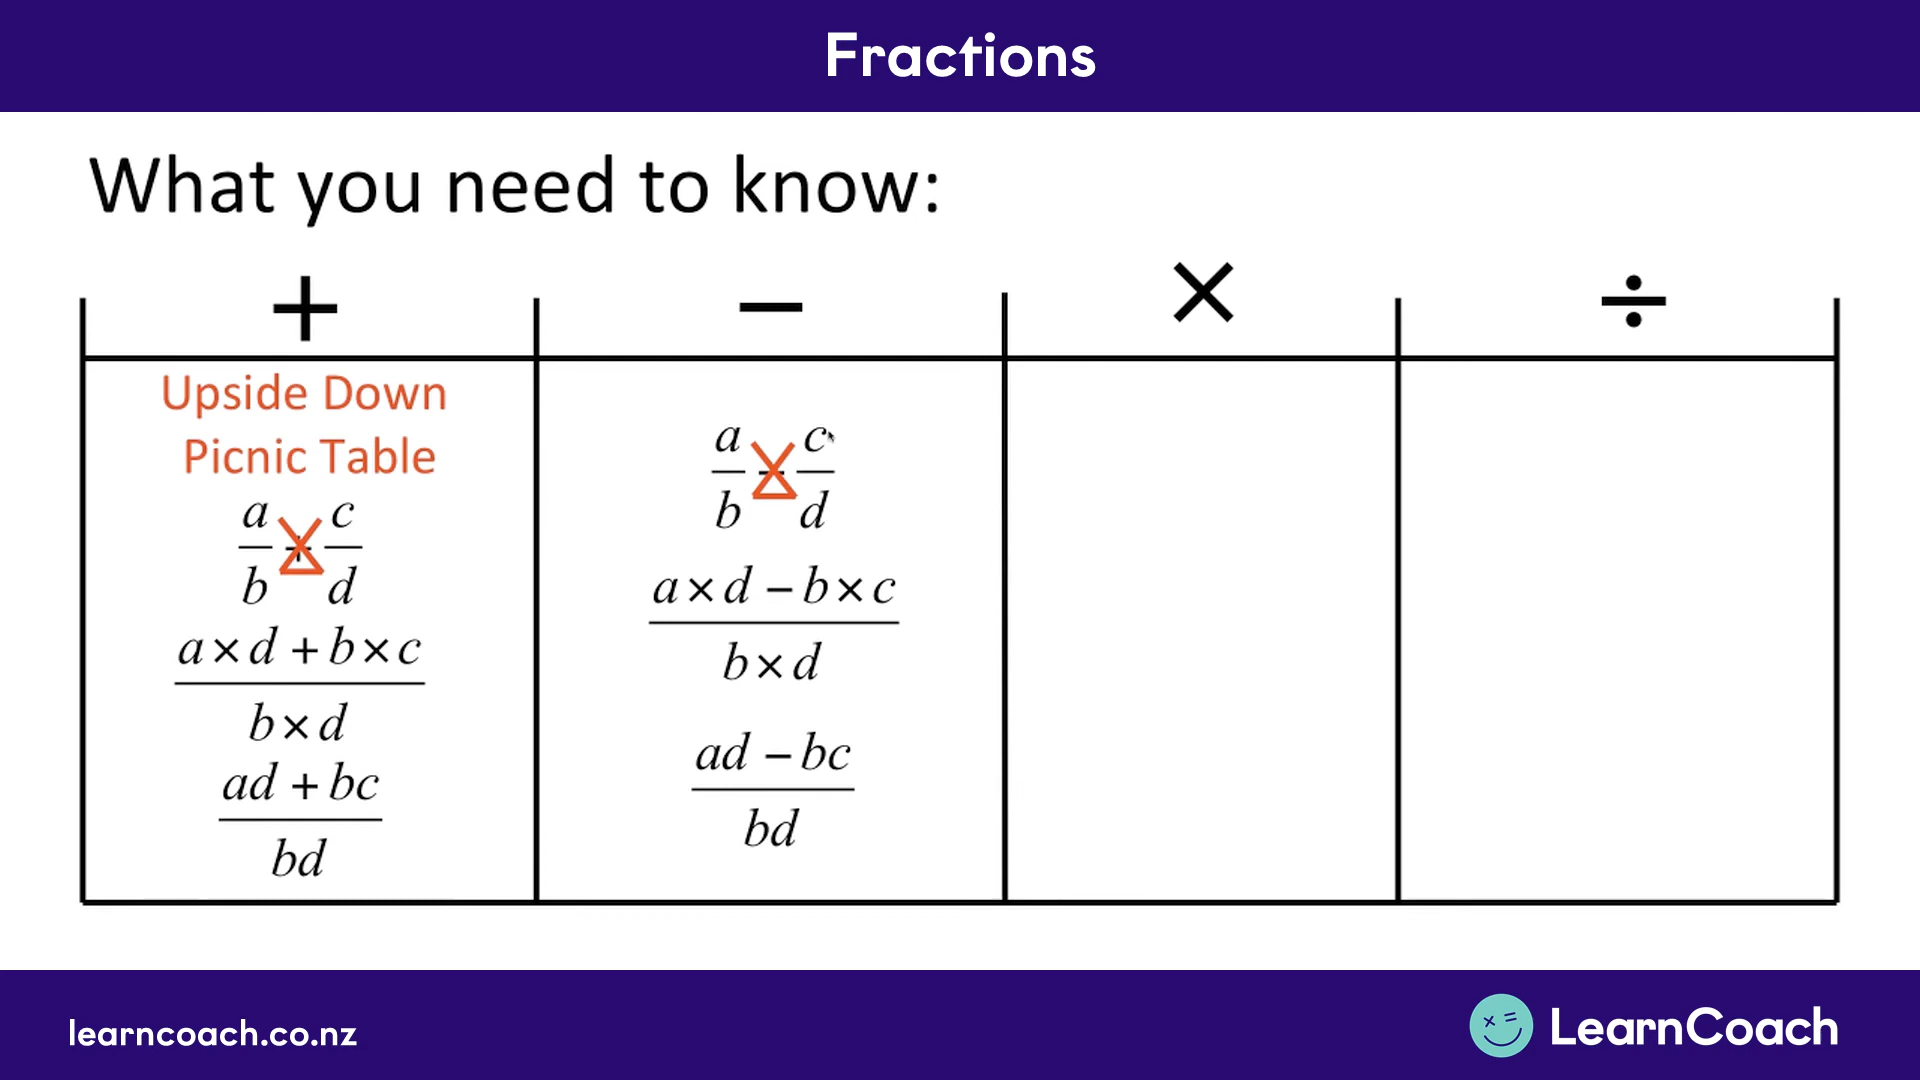 Fractions
What you need to know:
+ − × ÷
Upside Down
Picnic Table
a/b + c/d
a×d + b×c
b×d
ad + bc
bd
a/b − c/d
a×d − b×c
b×d
ad − bc
bd
learncoach.co.nz
LearnCoach